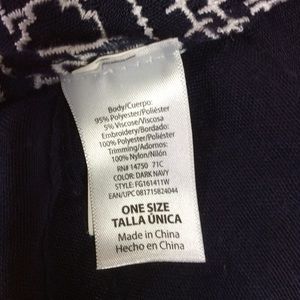 Body/Cuerpo:
95% Polyester/Poliéster
5% Viscose/Viscosa
Embroidery/Bordado:
100% Polyester/Poliéster
Trimming/Adornos:
100% Nylon/Nilón
RN# 14750 71C
COLOR: DARK NAVY
STYLE: FG161411W
EAN/UPC 081715824044
ONE SIZE
TALLA ÚNICA
Made in China
Hecho en China